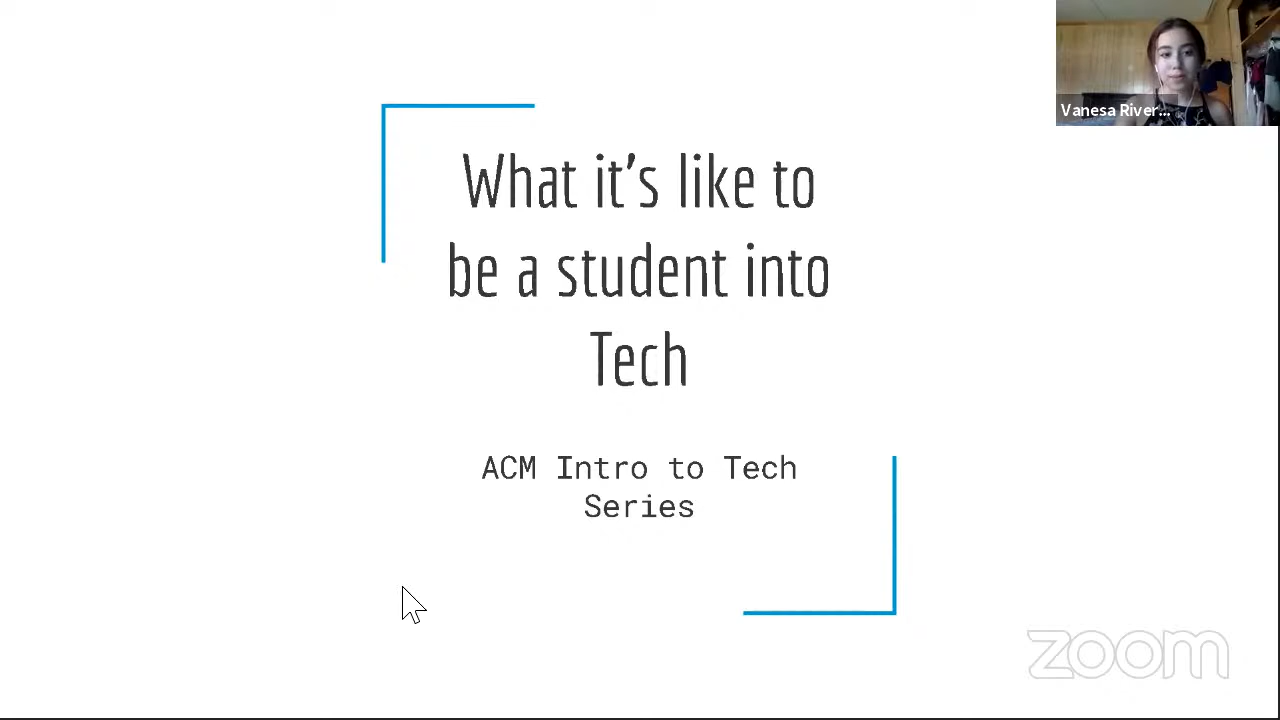 What it's like to
be a student into
Tech
ACM Intro to Tech
Series
Vanesa River...
zoom